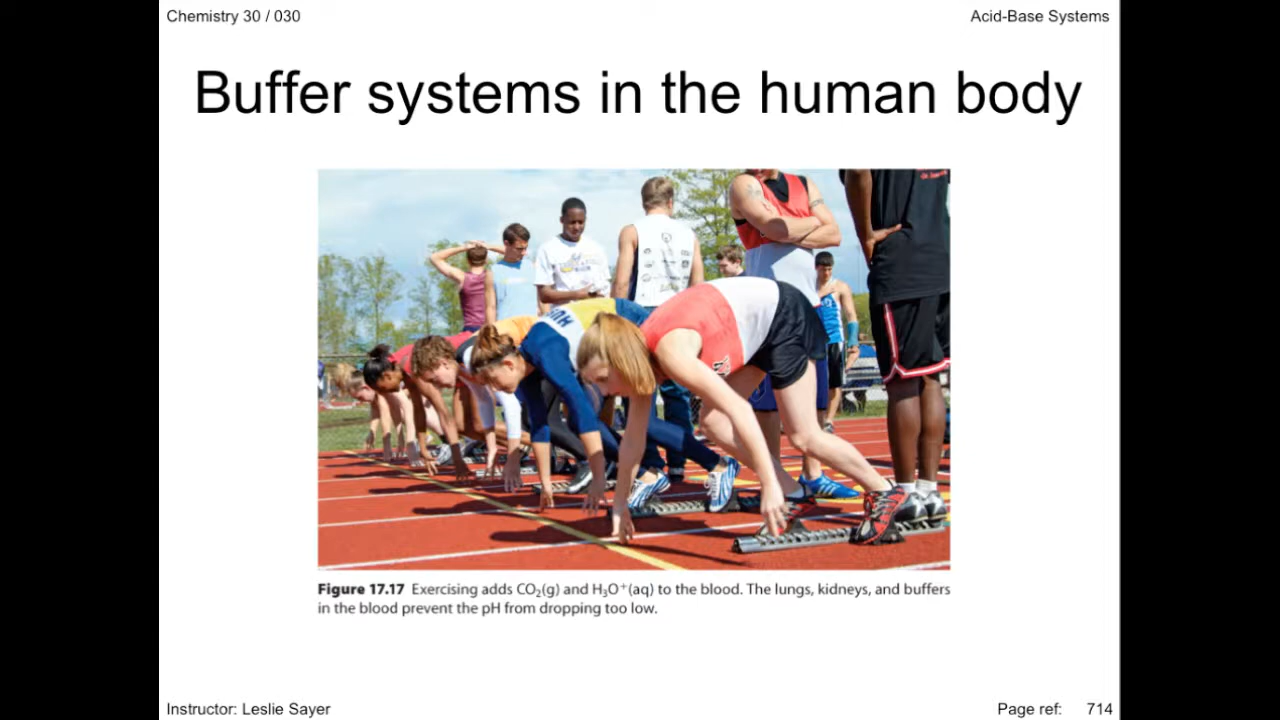 Chemistry 30 / 030
Acid-Base Systems
Buffer systems in the human body
Figure 17.17 Exercising adds CO₂(g) and H₃O⁺(aq) to the blood. The lungs, kidneys, and buffers
in the blood prevent the pH from dropping too low.
Instructor: Leslie Sayer
Page ref: 714